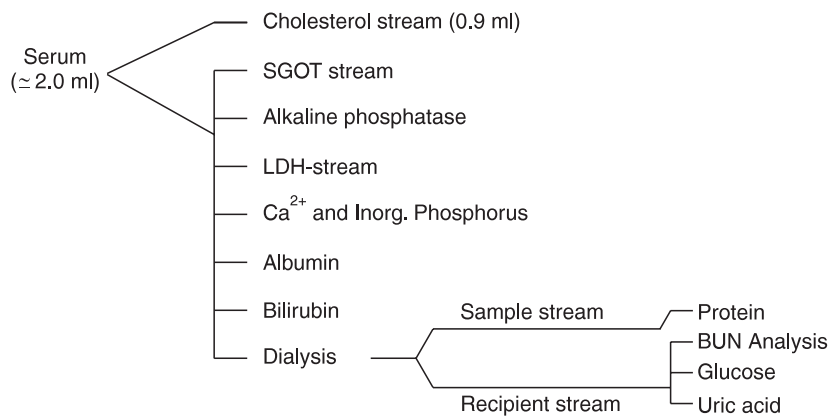 Cholesterol stream (0.9 ml)
Serum
(≃ 2.0 ml)
SGOT stream
Alkaline phosphatase
LDH-stream
Ca²⁺ and Inorg. Phosphorus
Albumin
Bilirubin
Dialysis
Sample stream
Protein
BUN Analysis
Glucose
Recipient stream
Uric acid